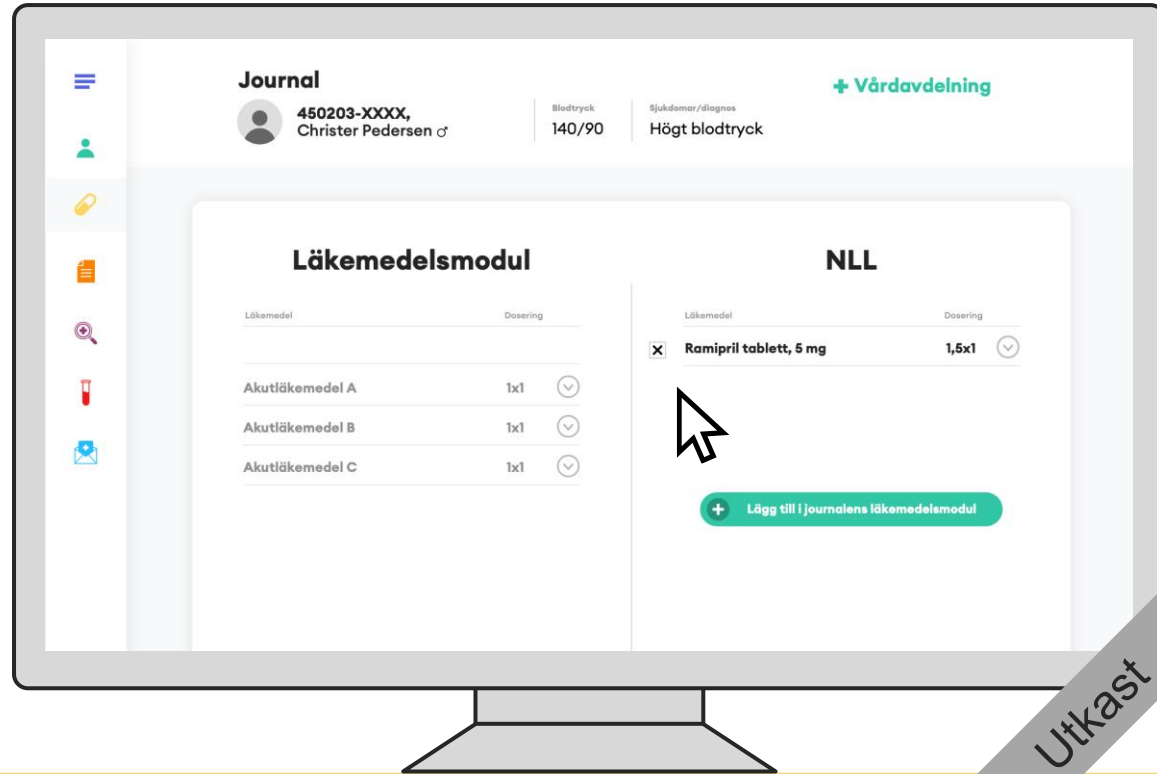 Journal
450203-XXXX,
Christer Pedersen ♂
Blodtryck
140/90
Sjukdomar/diagnos
Högt blodtryck
+ Vårdavdelning
Läkemedelsmodul
Läkemedel Dosering
Akutläkemedel A 1x1
Akutläkemedel B 1x1
Akutläkemedel C 1x1
NLL
Läkemedel Dosering
Ramipril tablett, 5 mg 1,5x1
+ Lägg till i journalens läkemedelsmodul
Utkast